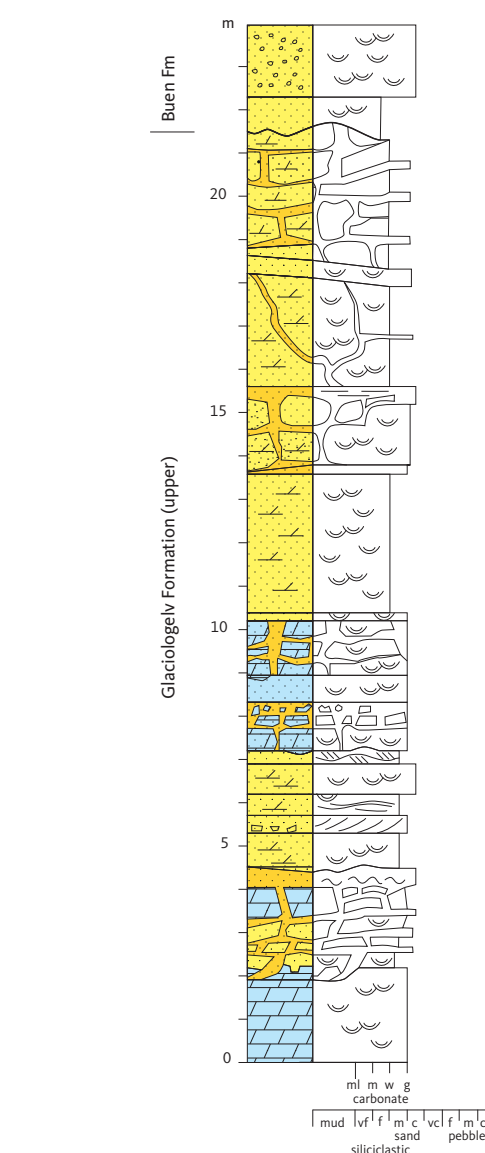 m
Buen Fm
20
15
Glaciologelv Formation (upper)
10
5
0
ml m w g
carbonate
mud vf f m c vc f m c
sand pebble
siliciclastic